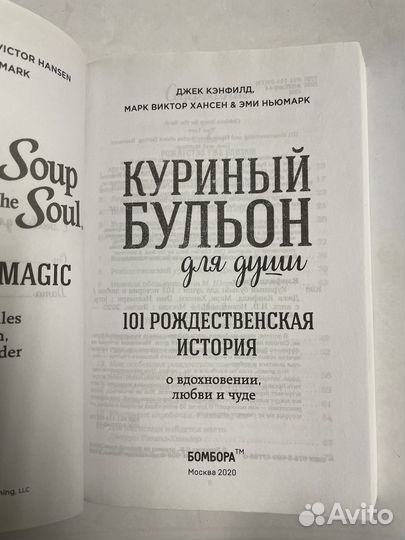 VICTOR HANSEN
MARK
Soup
the Soul
MAGIC
les
n,
der
ning, LLC
ДЖЕК КЭНФИЛД,
МАРК ВИКТОР ХАНСЕН & ЭМИ НЬЮМАРК
КУРИНЫЙ
БУЛЬОН
для души
101 РОЖДЕСТВЕНСКАЯ
ИСТОРИЯ
о вдохновении,
любви и чуде
БОМБОРА™
Москва 2020
Avito